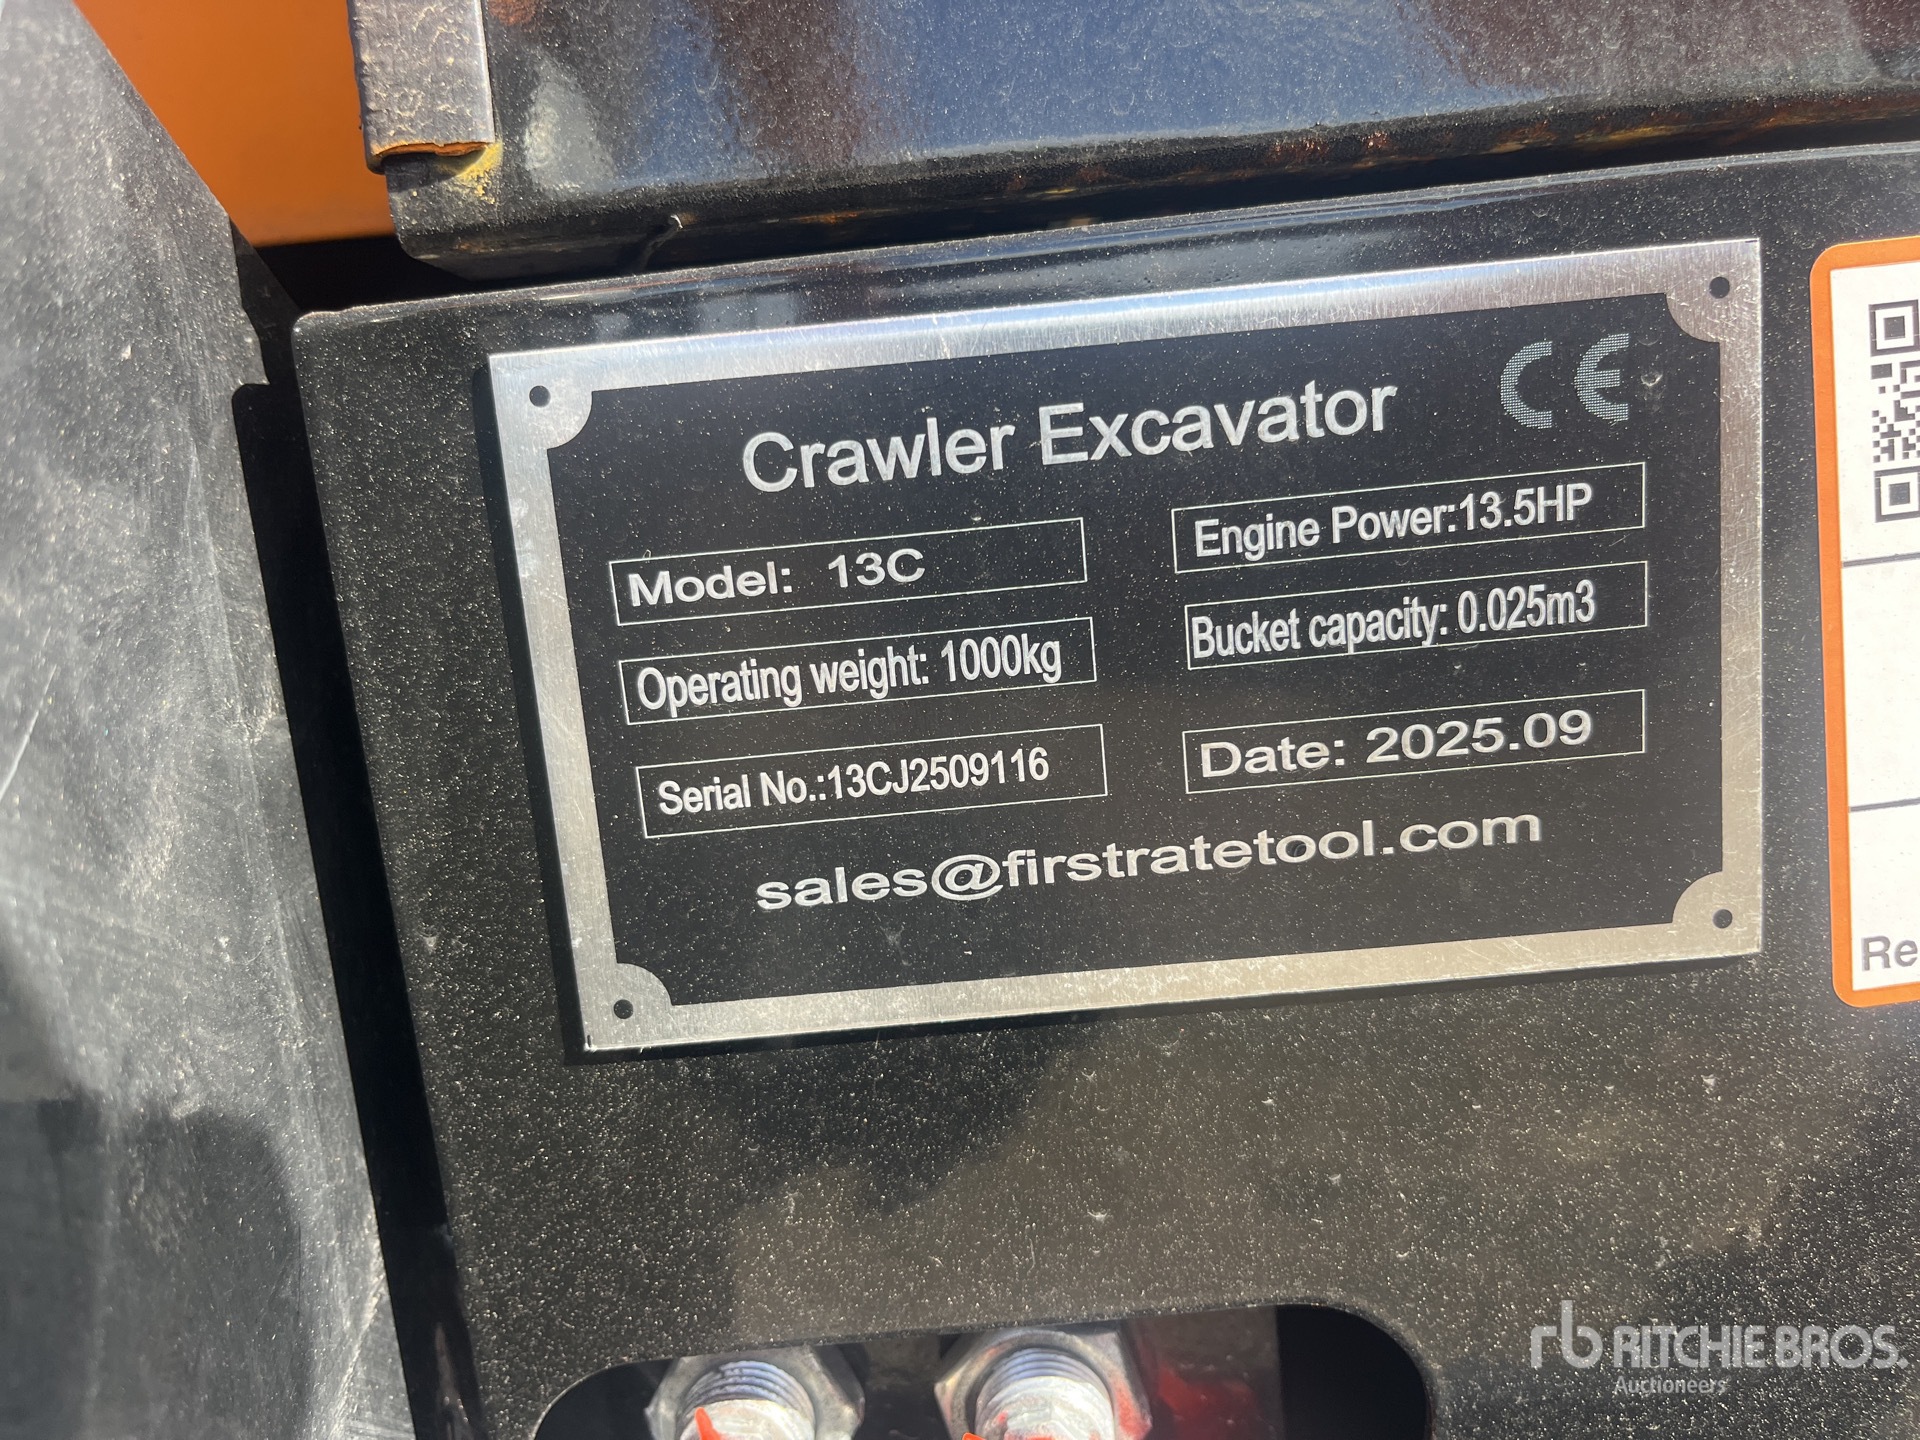 Crawler Excavator
CE
Model: 13C
Engine Power:13.5HP
Operating weight: 1000kg
Bucket capacity: 0.025m3
Serial No.:13CJ2509116
Date: 2025.09
sales@firstratetool.com
Re
rb RITCHIE BROS.
Auctioneers